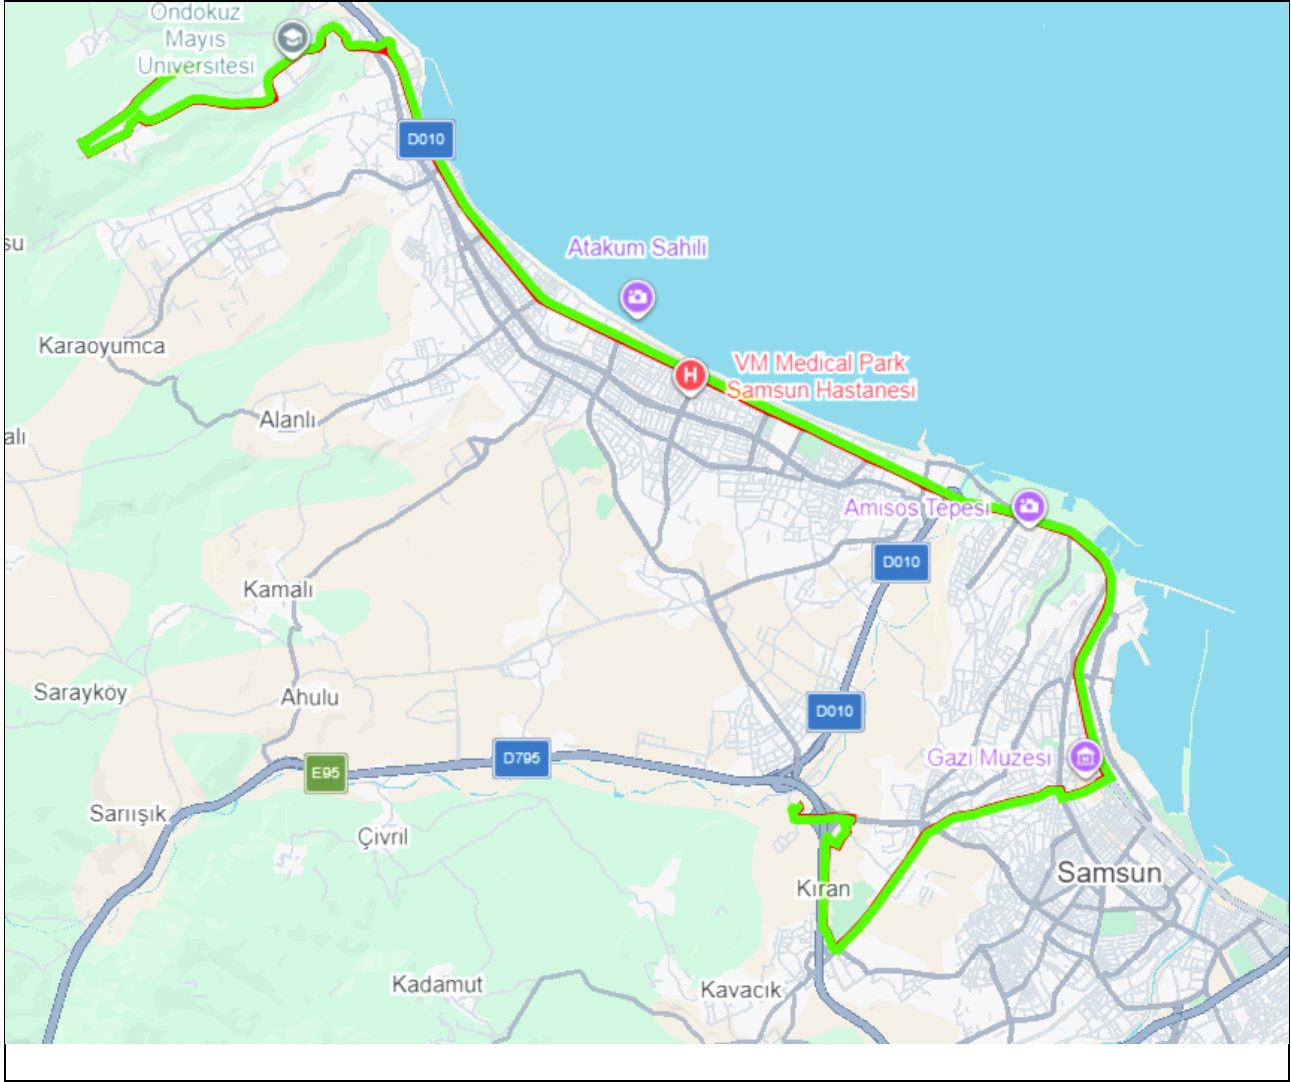 Ondokuz
Mayıs
Üniversitesi
D010
su
Atakum Sahili
Karaoyumca
VM Medical Park
Samsun Hastanesi
Alanlı
alı
Amisos Tepesi
D010
Kamalı
Sarayköy
Ahulu
D010
D795
Gazi Müzesi
E95
Sarıışık
Çivril
Samsun
Kıran
Kadamut
Kavacık